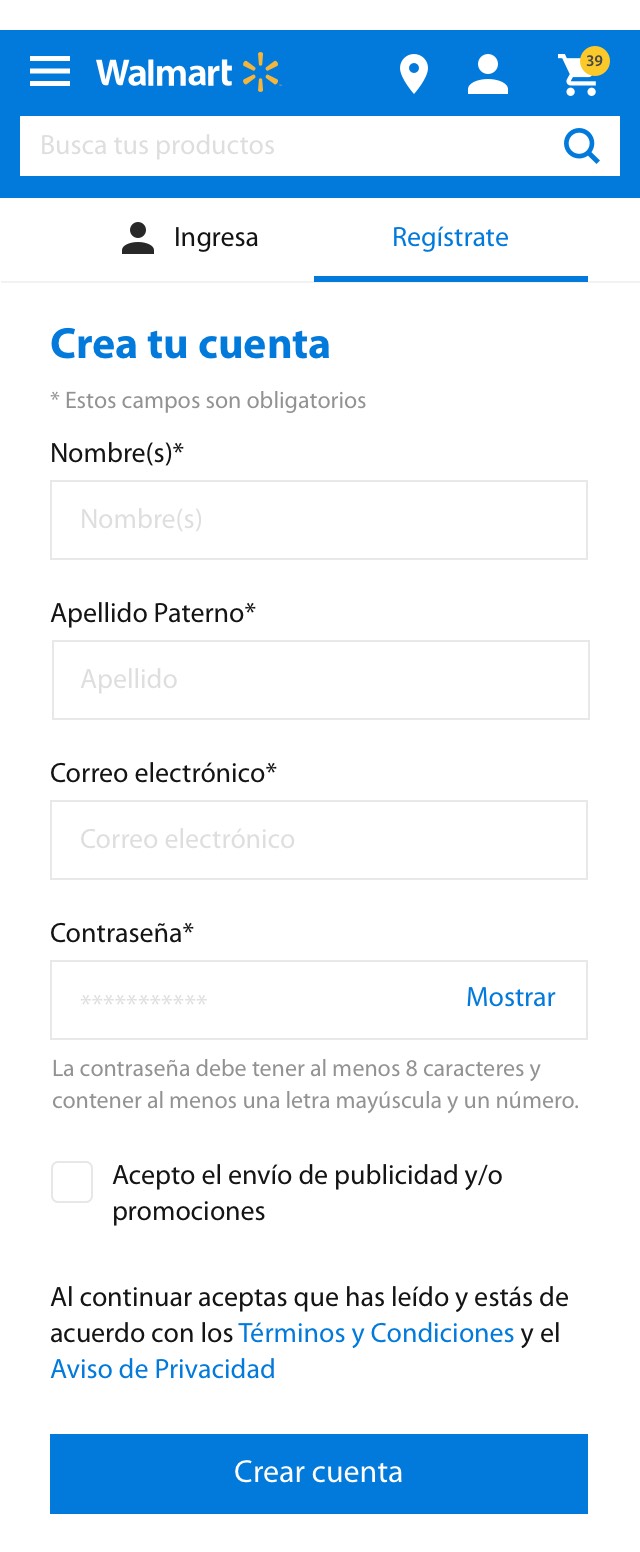 Walmart
39
Busca tus productos
Ingresa
Regístrate
Crea tu cuenta
* Estos campos son obligatorios
Nombre(s)*
Nombre(s)
Apellido Paterno*
Apellido
Correo electrónico*
Correo electrónico
Contraseña*
***********
Mostrar
La contraseña debe tener al menos 8 caracteres y
contener al menos una letra mayúscula y un número.
Acepto el envío de publicidad y/o
promociones
Al continuar aceptas que has leído y estás de
acuerdo con los Términos y Condiciones y el
Aviso de Privacidad
Crear cuenta